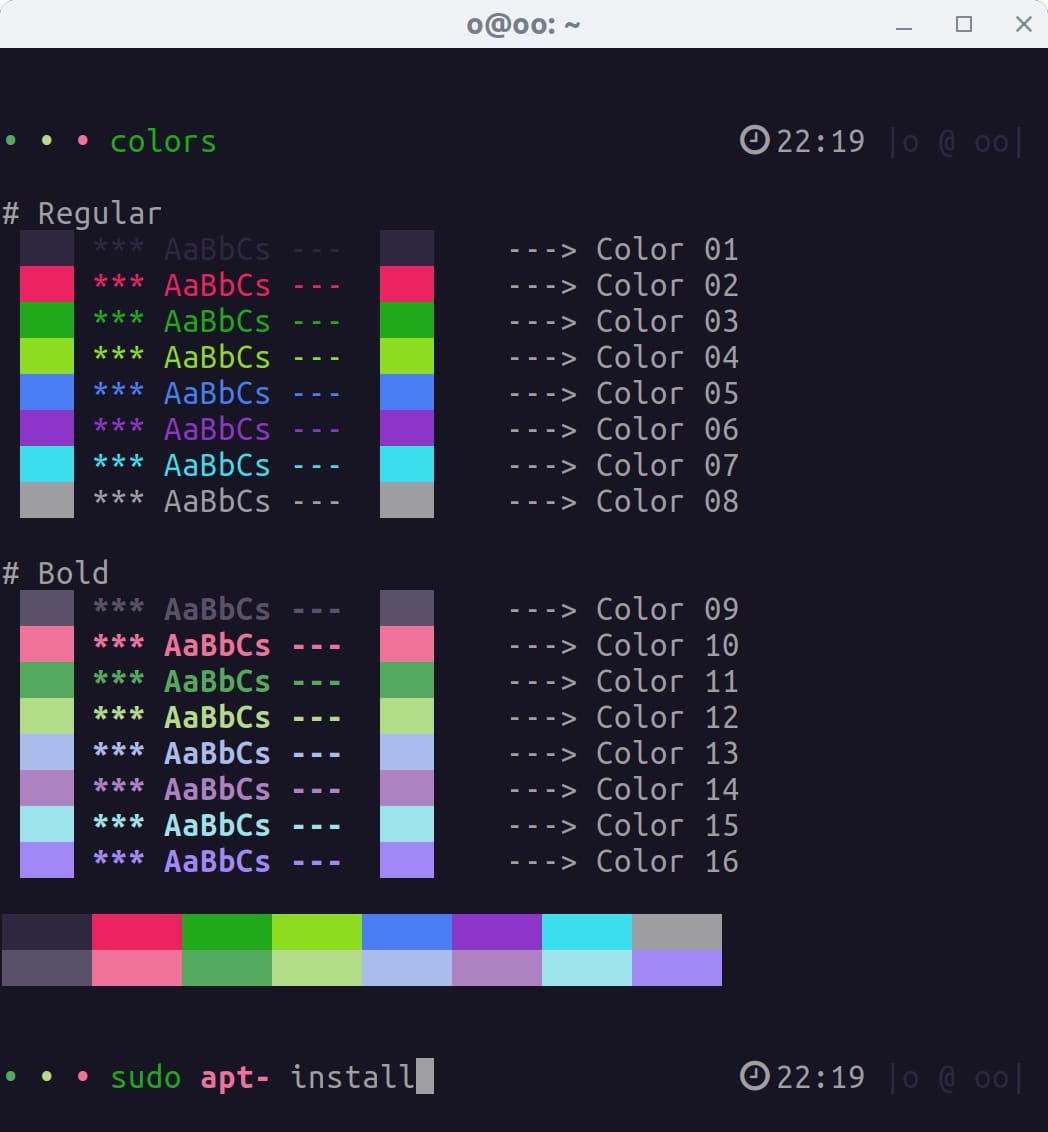 o@oo: ~
• • • colors 22:19 |o @ oo|
# Regular
*** AaBbCs --- ---> Color 01
*** AaBbCs --- ---> Color 02
*** AaBbCs --- ---> Color 03
*** AaBbCs --- ---> Color 04
*** AaBbCs --- ---> Color 05
*** AaBbCs --- ---> Color 06
*** AaBbCs --- ---> Color 07
*** AaBbCs --- ---> Color 08
# Bold
*** AaBbCs --- ---> Color 09
*** AaBbCs --- ---> Color 10
*** AaBbCs --- ---> Color 11
*** AaBbCs --- ---> Color 12
*** AaBbCs --- ---> Color 13
*** AaBbCs --- ---> Color 14
*** AaBbCs --- ---> Color 15
*** AaBbCs --- ---> Color 16
• • • sudo apt- install 22:19 |o @ oo|